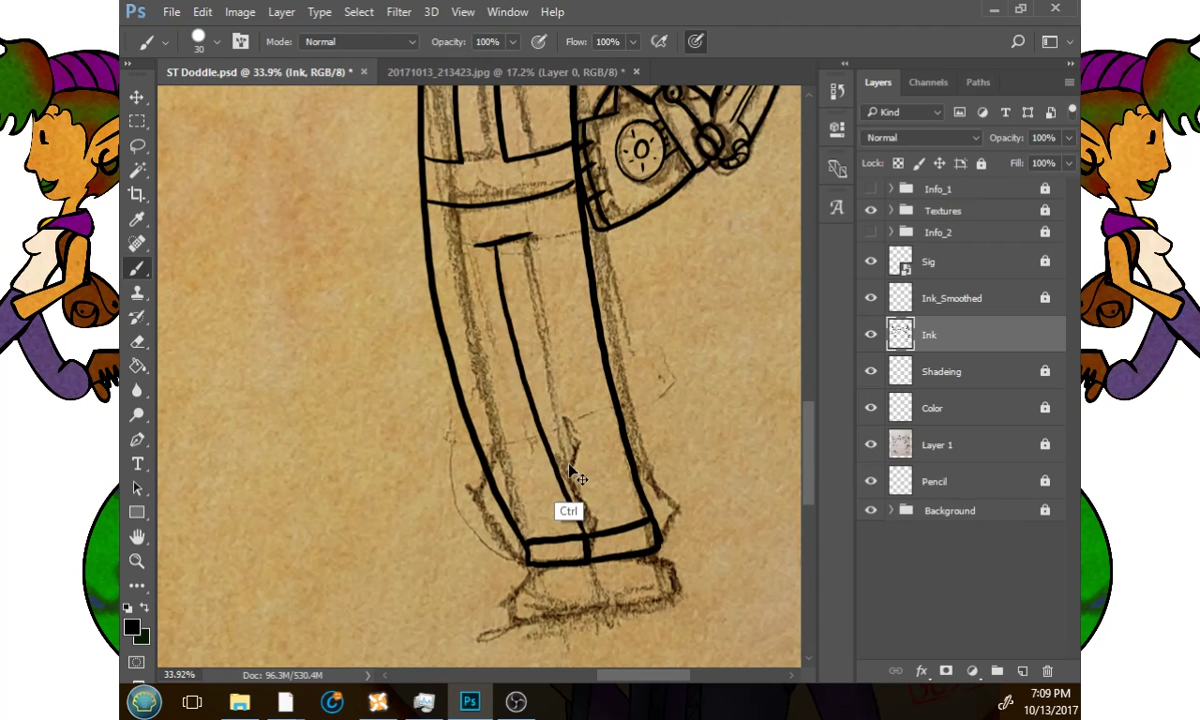 Ps File Edit Image Layer Type Select Filter 3D View Window Help
30 Mode: Normal Opacity: 100% Flow: 100%
ST Doddle.psd @ 33.9% (Ink, RGB/8) * × 20171013_213423.jpg @ 17.2% (Layer 0, RGB/8) * ×
Layers Channels Paths
Kind
Normal Opacity: 100%
Lock: Fill: 100%
Info_1
Textures
Info_2
Sig
Ink_Smoothed
Ink
Shadeing
Color
Layer 1
Pencil
Background
Ctrl
33.92% Doc: 96.3M/530.4M
Ps
7:09 PM
10/13/2017